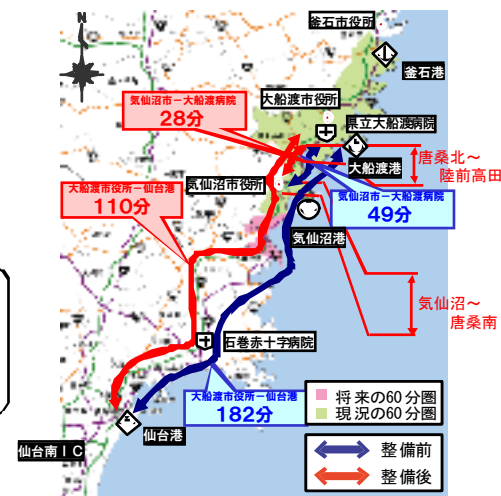 N
釜石市役所
釜石港
大船渡市役所
気仙沼市－大船渡病院
28分
県立大船渡病院
大船渡港
唐桑北～
陸前高田
大船渡市役所－仙台港
110分
気仙沼市役所
気仙沼市－大船渡病院
49分
気仙沼港
気仙沼～
唐桑南
石巻赤十字病院
大船渡市役所－仙台港
182分
将来の60分圏
現況の60分圏
仙台港
仙台南ＩＣ
整備前
整備後